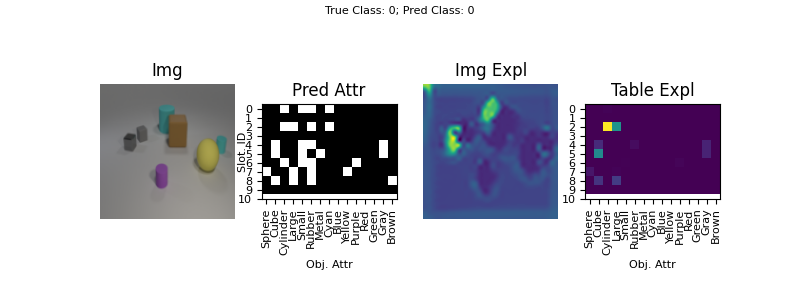 True Class: 0; Pred Class: 0
Img
Pred Attr
Img Expl
Table Expl
Slot. ID
0
1
2
3
4
5
6
7
8
9
10
Sphere
Cube
Cylinder
Large
Small
Rubber
Metal
Cyan
Blue
Yellow
Purple
Red
Green
Gray
Brown
Obj. Attr
0
1
2
3
4
5
6
7
8
9
10
Sphere
Cube
Cylinder
Large
Small
Rubber
Metal
Cyan
Blue
Yellow
Purple
Red
Green
Gray
Brown
Obj. Attr